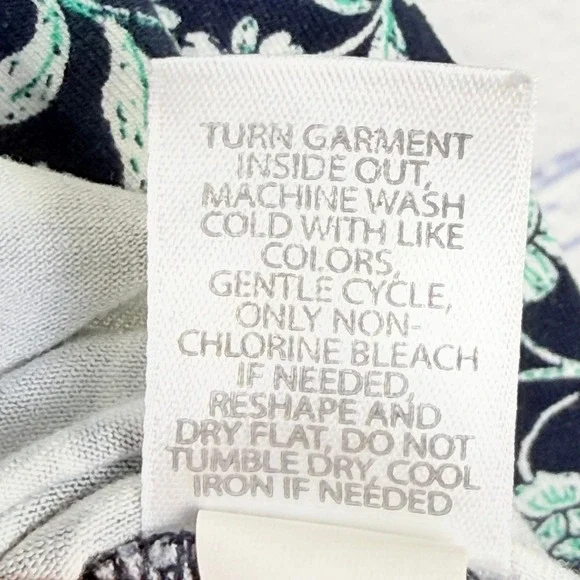 TURN GARMENT
INSIDE OUT,
MACHINE WASH
COLD WITH LIKE
COLORS,
GENTLE CYCLE,
ONLY NON-
CHLORINE BLEACH
IF NEEDED,
RESHAPE AND
DRY FLAT, DO NOT
TUMBLE DRY, COOL
IRON IF NEEDED